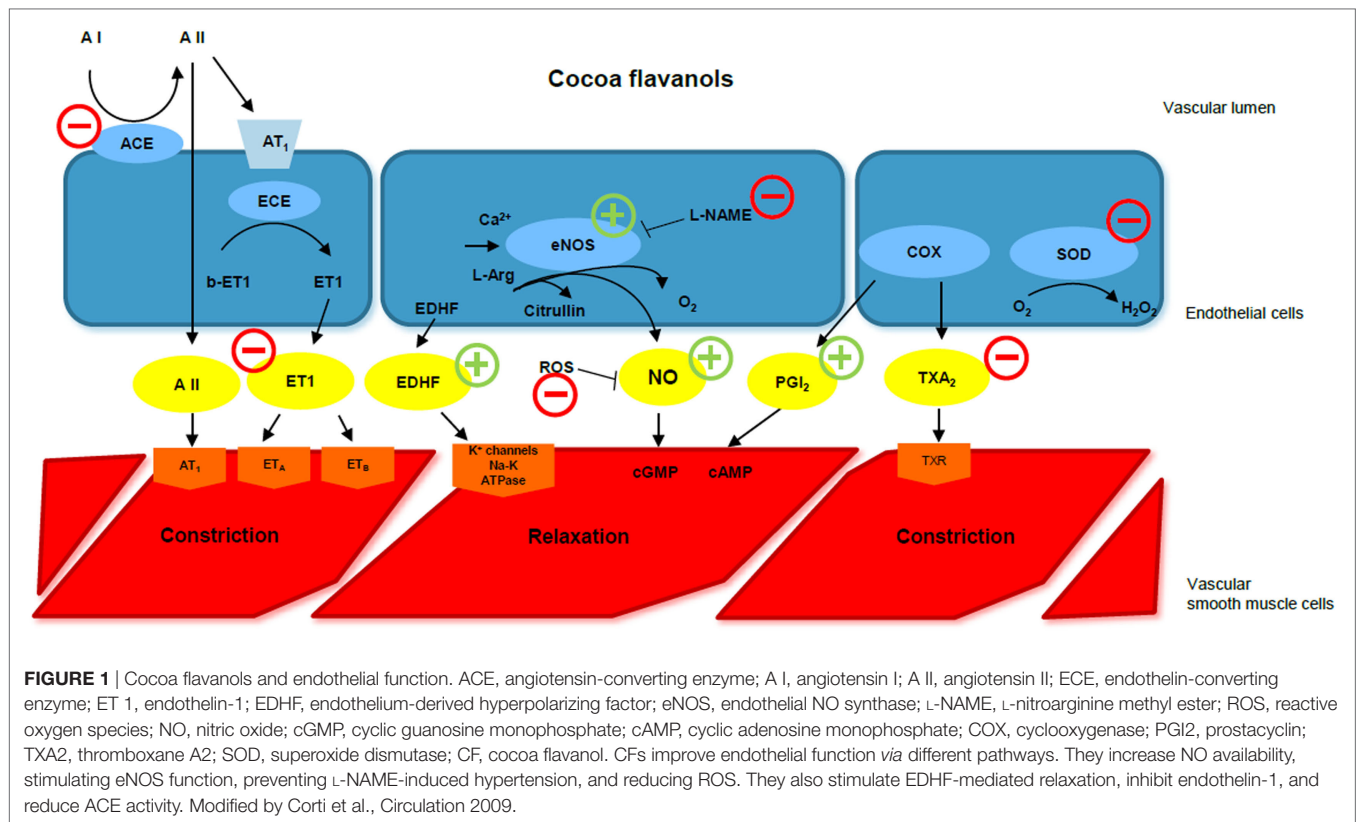 A I
A II
Cocoa flavanols
Vascular lumen
ACE
AT1
ECE
b-ET1
ET1
Ca2+
eNOS
L-NAME
L-Arg
Citrullin
O2
EDHF
COX
SOD
O2
H2O2
Endothelial cells
A II
ET1
EDHF
ROS
NO
PGI2
TXA2
AT1
ETA
ETB
K+ channels
Na-K
ATPase
cGMP
cAMP
TXR
Constriction
Relaxation
Constriction
Vascular
smooth muscle cells
FIGURE 1 | Cocoa flavanols and endothelial function. ACE, angiotensin-converting enzyme; A I, angiotensin I; A II, angiotensin II; ECE, endothelin-converting
enzyme; ET 1, endothelin-1; EDHF, endothelium-derived hyperpolarizing factor; eNOS, endothelial NO synthase; L-NAME, L-nitroarginine methyl ester; ROS, reactive
oxygen species; NO, nitric oxide; cGMP, cyclic guanosine monophosphate; cAMP, cyclic adenosine monophosphate; COX, cyclooxygenase; PGI2, prostacyclin;
TXA2, thromboxane A2; SOD, superoxide dismutase; CF, cocoa flavanol. CFs improve endothelial function via different pathways. They increase NO availability,
stimulating eNOS function, preventing L-NAME-induced hypertension, and reducing ROS. They also stimulate EDHF-mediated relaxation, inhibit endothelin-1, and
reduce ACE activity. Modified by Corti et al., Circulation 2009.